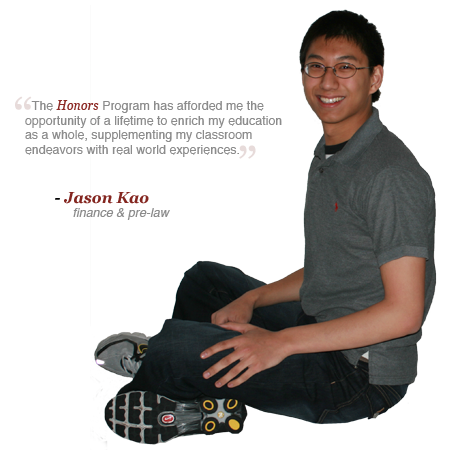 “The Honors Program has afforded me the
opportunity of a lifetime to enrich my education
as a whole, supplementing my classroom
endeavors with real world experiences.”
- Jason Kao
finance & pre-law